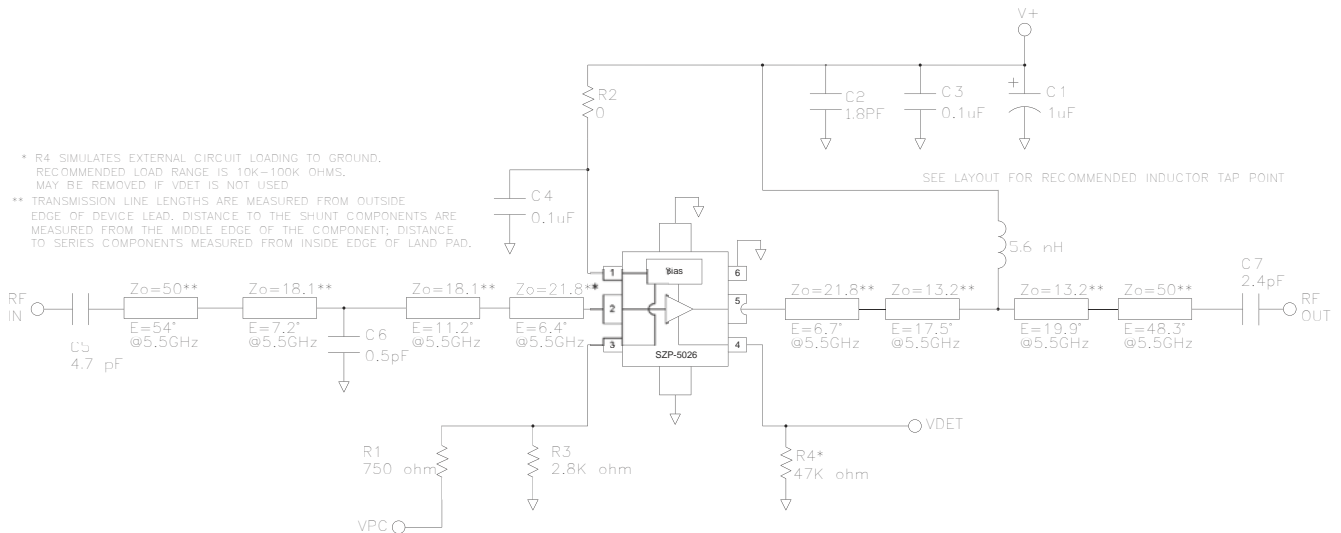 V+
R2
0
C2
1.8PF
C3
0.1uF
+
C1
1uF
* R4 SIMULATES EXTERNAL CIRCUIT LOADING TO GROUND.
RECOMMENDED LOAD RANGE IS 10K-100K OHMS.
MAY BE REMOVED IF VDET IS NOT USED
** TRANSMISSION LINE LENGTHS ARE MEASURED FROM OUTSIDE
EDGE OF DEVICE LEAD. DISTANCE TO THE SHUNT COMPONENTS ARE
MEASURED FROM THE MIDDLE EDGE OF THE COMPONENT; DISTANCE
TO SERIES COMPONENTS MEASURED FROM INSIDE EDGE OF LAND PAD.
SEE LAYOUT FOR RECOMMENDED INDUCTOR TAP POINT
C4
0.1uF
5.6 nH
1
Bias
6
2
5
3
4
SZP-5026
RF
IN
C5
4.7 pF
Zo=50**
E=54°
@5.5GHz
Zo=18.1**
E=7.2°
@5.5GHz
C6
0.5pF
Zo=18.1**
E=11.2°
@5.5GHz
Zo=21.8**
E=6.4°
@5.5GHz
Zo=21.8**
E=6.7°
@5.5GHz
Zo=13.2**
E=17.5°
@5.5GHz
Zo=13.2**
E=19.9°
@5.5GHz
Zo=50**
E=48.3°
@5.5GHz
C7
2.4pF
RF
OUT
R1
750 ohm
R3
2.8K ohm
R4*
47K ohm
VDET
VPC